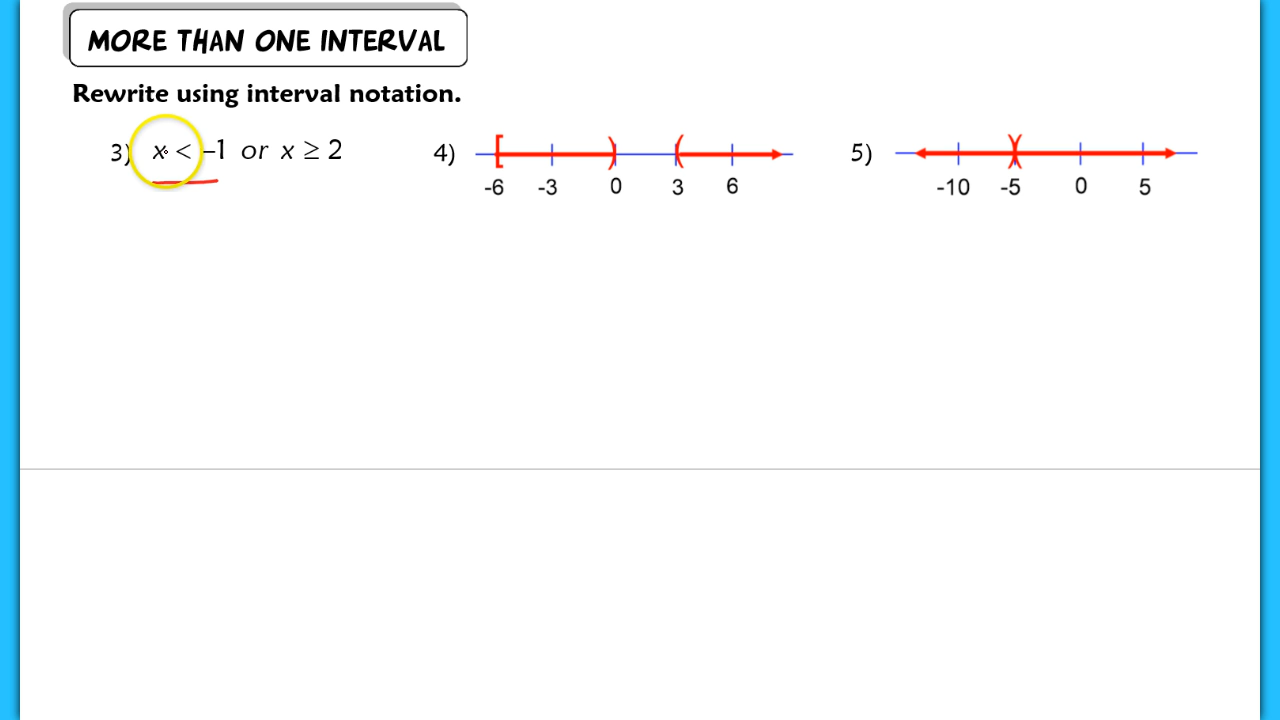 MORE THAN ONE INTERVAL
Rewrite using interval notation.
3) x < –1 or x ≥ 2 4) 5)
-6 -3 0 3 6 -10 -5 0 5